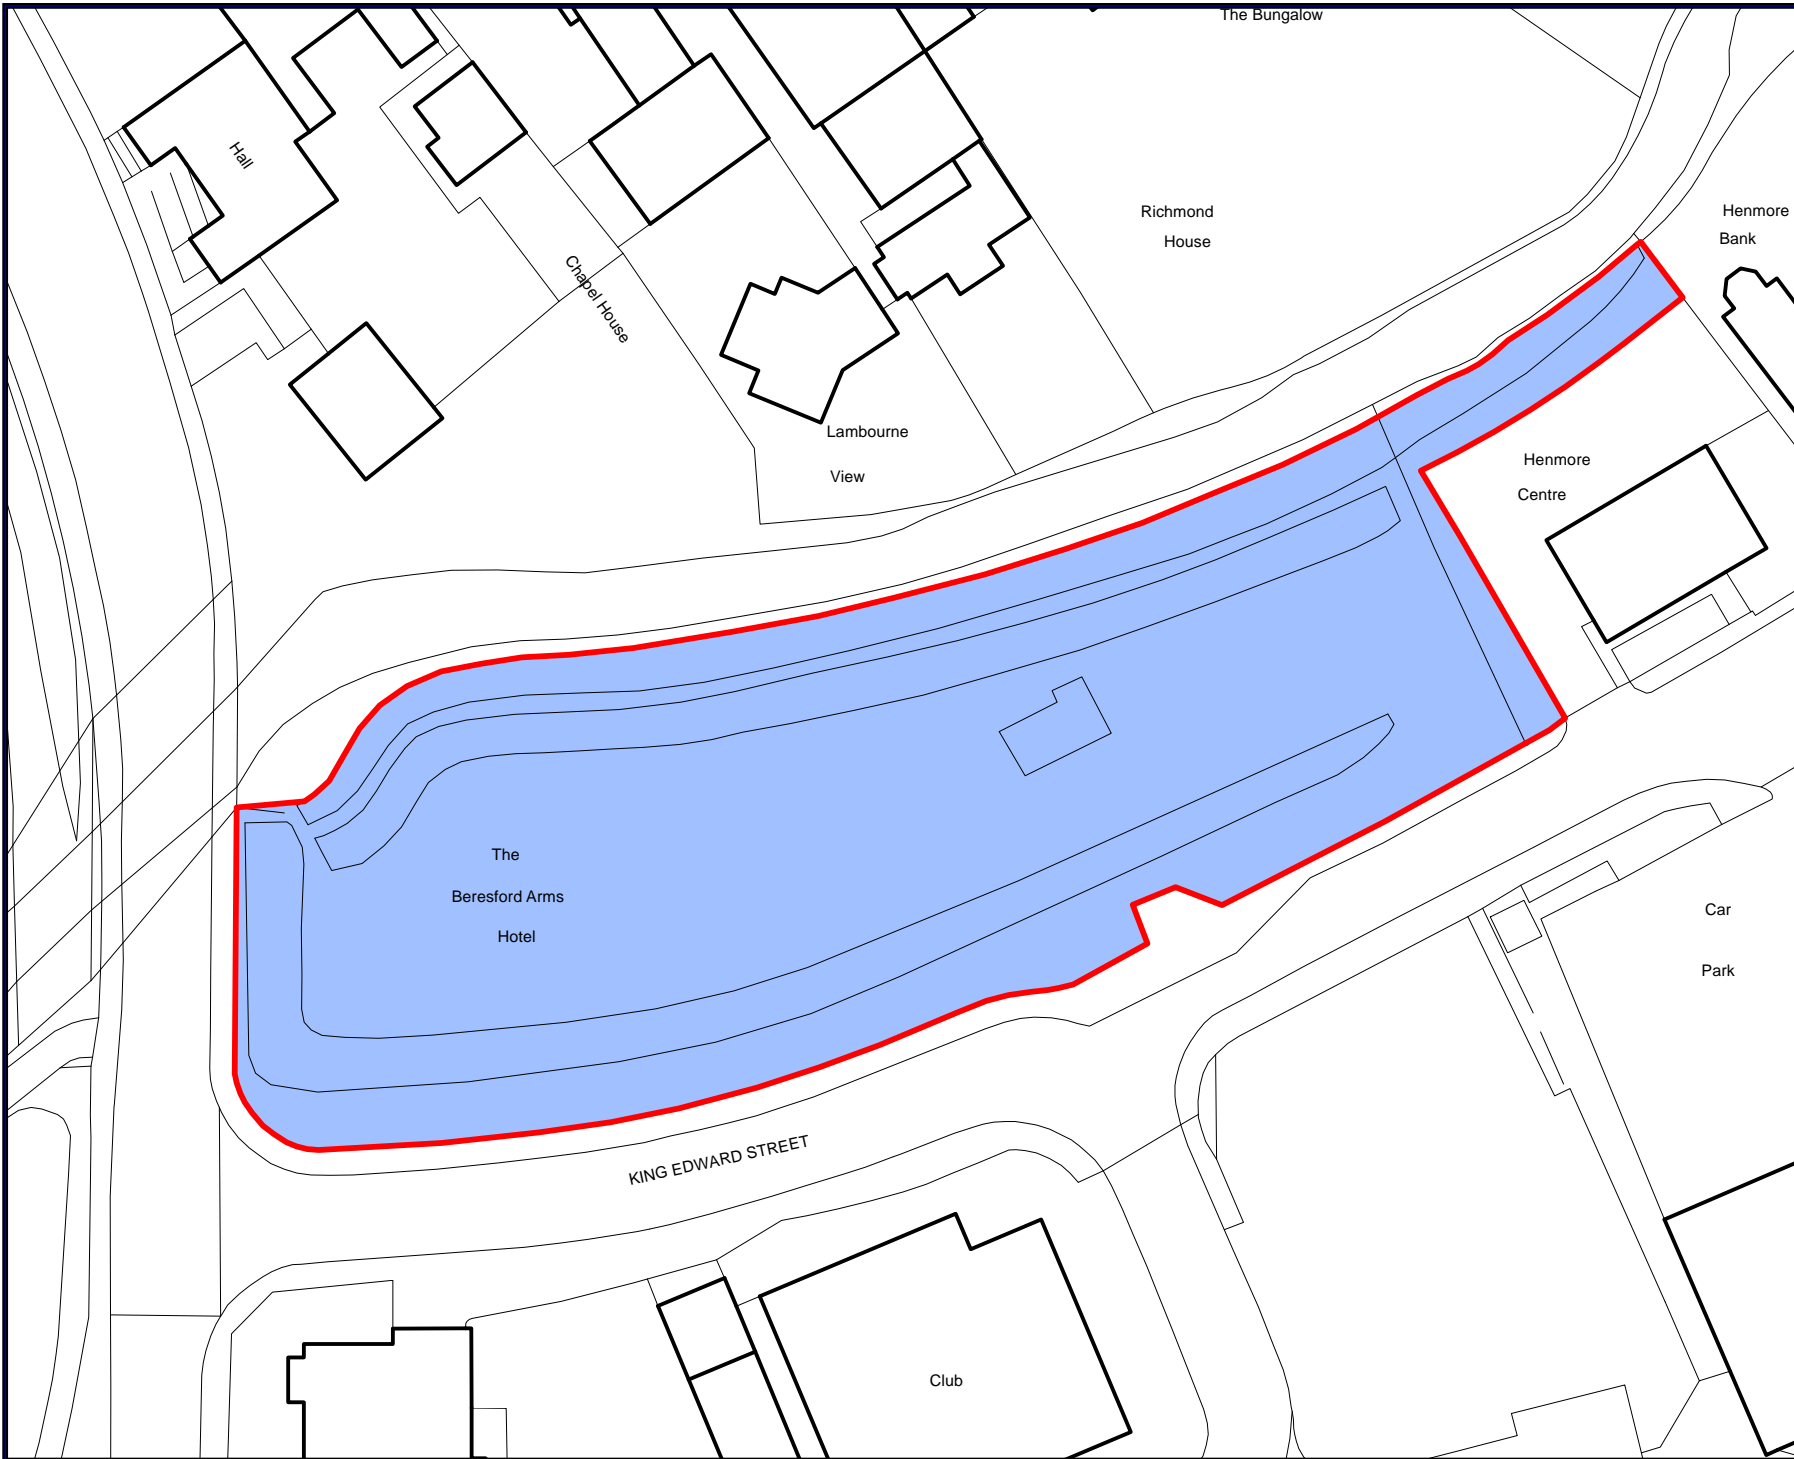 The Bungalow
Hall
Richmond
House
Henmore
Bank
Chapel House
Lambourne
View
Henmore
Centre
The
Beresford Arms
Hotel
Car
Park
KING EDWARD STREET
Club